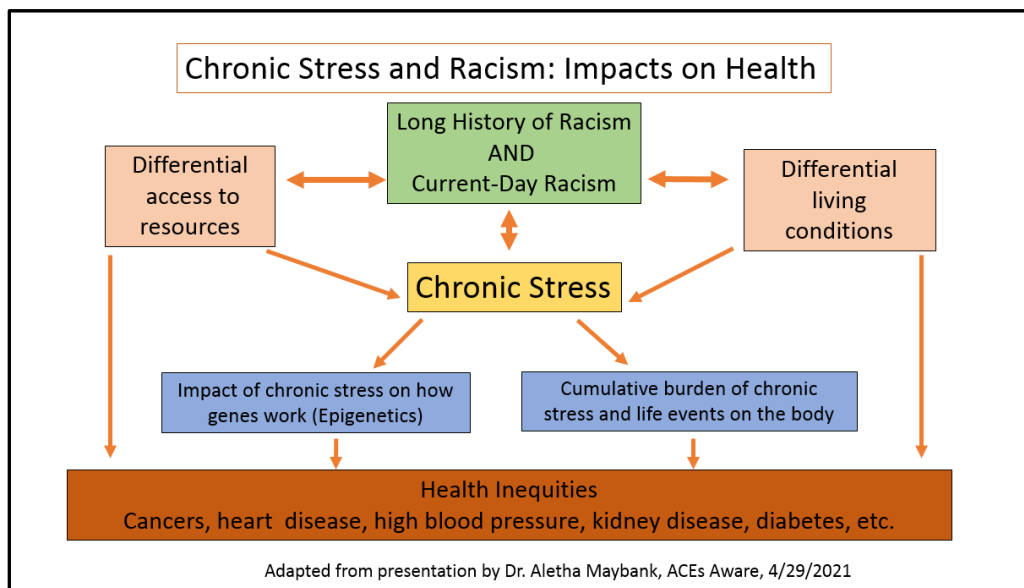 Chronic Stress and Racism: Impacts on Health
Long History of Racism
AND
Current-Day Racism
Differential
access to
resources
Differential
living
conditions
Chronic Stress
Impact of chronic stress on how
genes work (Epigenetics)
Cumulative burden of chronic
stress and life events on the body
Health Inequities
Cancers, heart disease, high blood pressure, kidney disease, diabetes, etc.
Adapted from presentation by Dr. Aletha Maybank, ACEs Aware, 4/29/2021